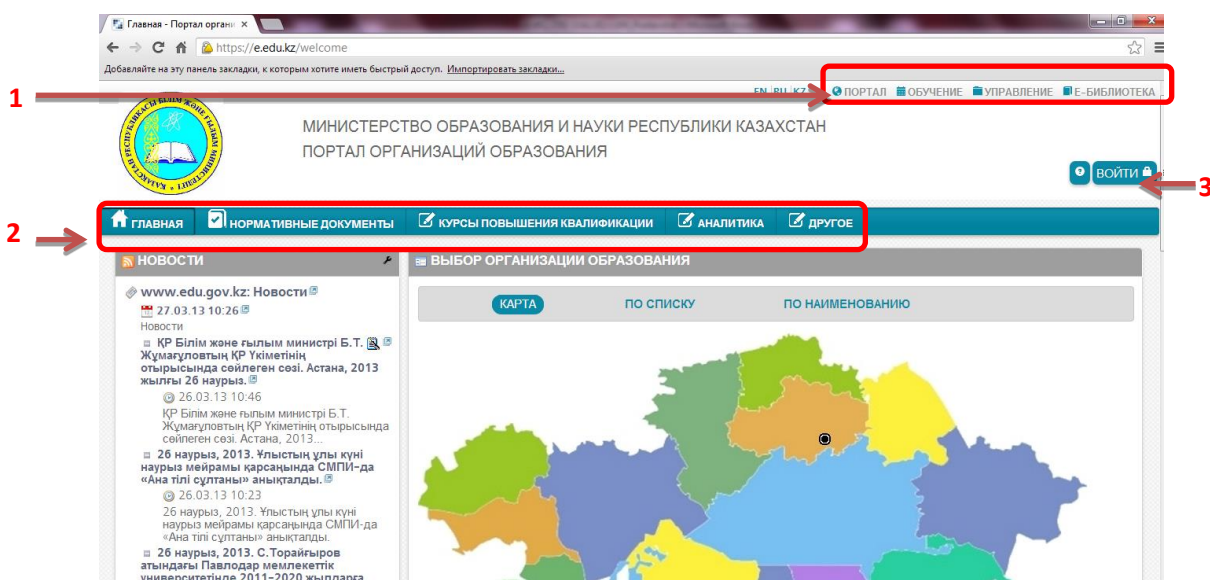 Главная - Портал органи ×
https://e.edu.kz/welcome
Добавляйте на эту панель закладки, к которым хотите иметь быстрый доступ. Импортировать закладки...
1
EN RU KZ
ПОРТАЛ ОБУЧЕНИЕ УПРАВЛЕНИЕ Е-БИБЛИОТЕКА
МИНИСТЕРСТВО ОБРАЗОВАНИЯ И НАУКИ РЕСПУБЛИКИ КАЗАХСТАН
ПОРТАЛ ОРГАНИЗАЦИЙ ОБРАЗОВАНИЯ
ВОЙТИ
3
2
ГЛАВНАЯ НОРМАТИВНЫЕ ДОКУМЕНТЫ КУРСЫ ПОВЫШЕНИЯ КВАЛИФИКАЦИИ АНАЛИТИКА ДРУГОЕ
НОВОСТИ
www.edu.gov.kz: Новости
27.03.13 10:26
Новости
ҚР Білім және ғылым министрі Б.Т.
Жұмағұловтың ҚР Үкіметінің
отырысында сөйлеген сөзі. Астана, 2013
жылғы 26 наурыз.
26.03.13 10:46
ҚР Білім және ғылым министрі Б.Т.
Жұмағұловтың ҚР Үкіметінің отырысында
сөйлеген сөзі. Астана, 2013...
26 наурыз, 2013. Ұлыстың ұлы күні
наурыз мейрамы қарсаңында СМПИ-да
«Ана тілі сұлтаны» анықталды.
26.03.13 10:23
26 наурыз, 2013. Ұлыстың ұлы күні
наурыз мейрамы қарсаңында СМПИ-да
«Ана тілі сұлтаны» анықталды.
26 наурыз, 2013. С.Торайғыров
атындағы Павлодар мемлекеттік
университетінде 2011-2020 жылдарға
ВЫБОР ОРГАНИЗАЦИИ ОБРАЗОВАНИЯ
КАРТА ПО СПИСКУ ПО НАИМЕНОВАНИЮ